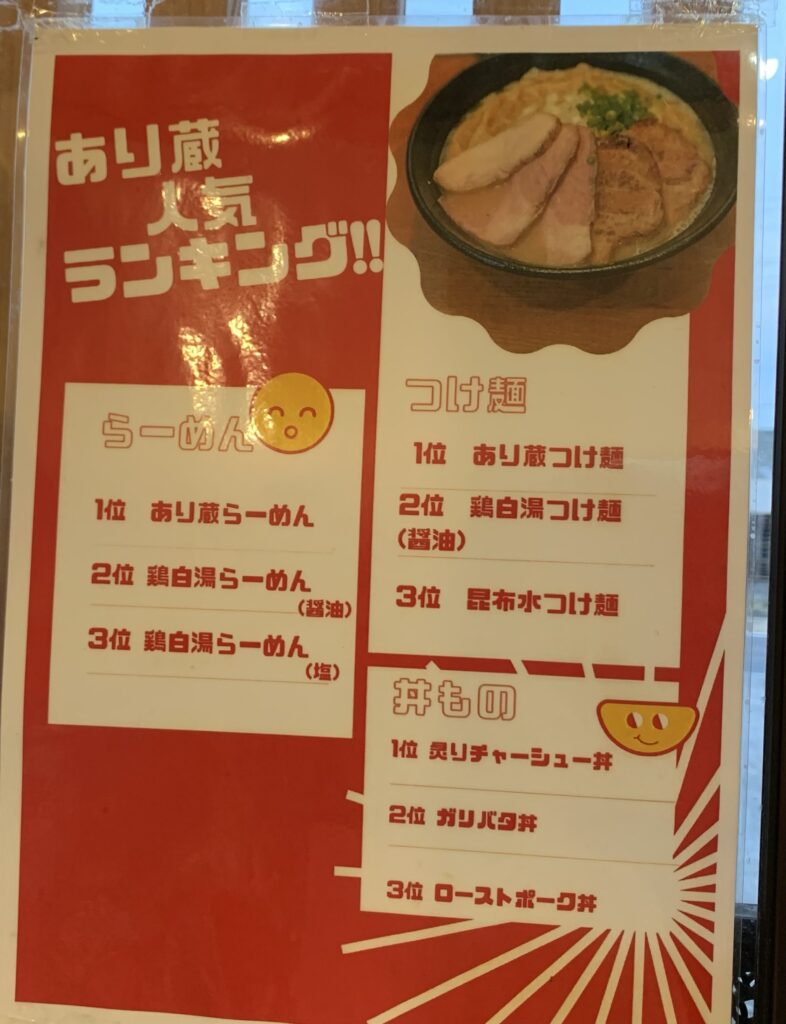 あり蔵
人気
ランキング!!
らーめん
1位 あり蔵らーめん
2位 鶏白湯らーめん
(醤油)
3位 鶏白湯らーめん
(塩)
つけ麺
1位 あり蔵つけ麺
2位 鶏白湯つけ麺
(醤油)
3位 昆布水つけ麺
丼もの
1位 炙りチャーシュー丼
2位 ガリバタ丼
3位 ローストポーク丼